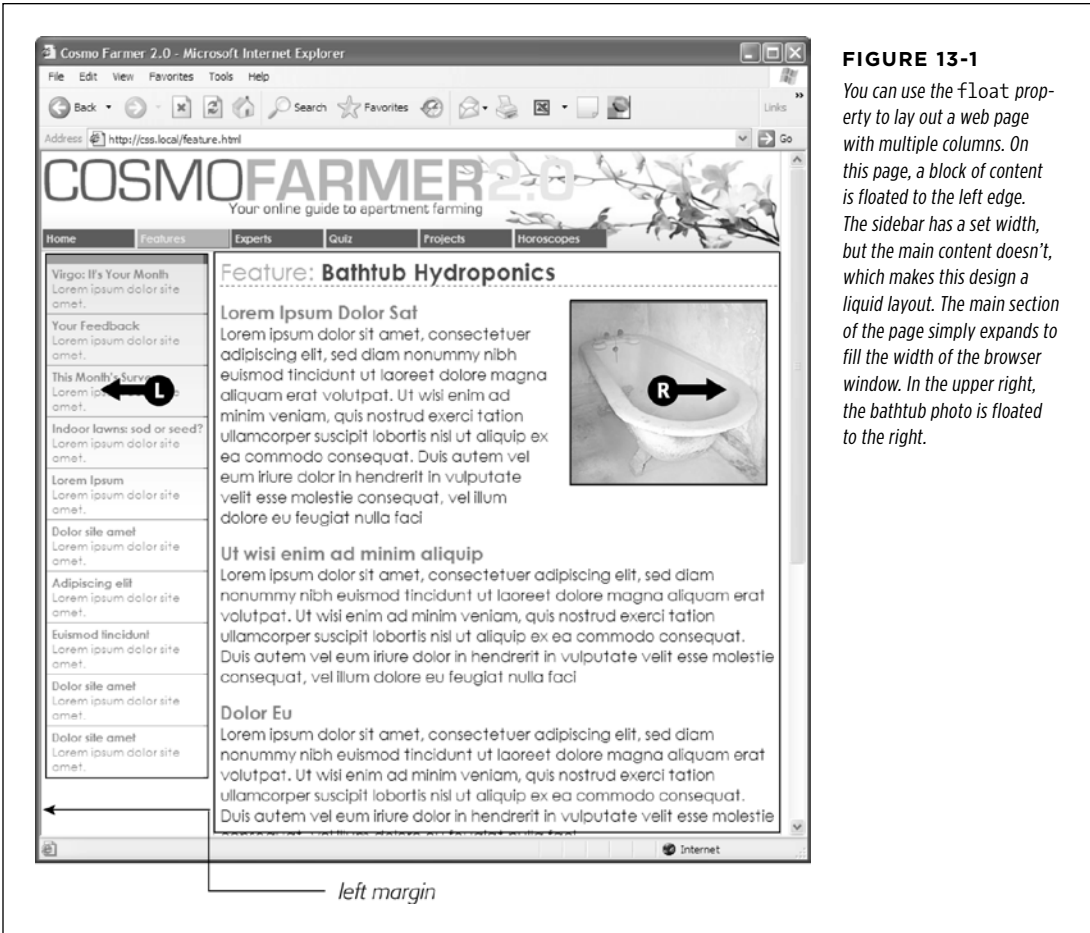 Cosmo Farmer 2.0 - Microsoft Internet Explorer
File Edit View Favorites Tools Help
Back Search Favorites Links
Address http://css.local/feature.html Go
COSMOFARMER2.0
Your online guide to apartment farming
Home Features Experts Quiz Projects Horoscopes
Virgo: It's Your Month
Lorem ipsum dolor site
amet.
Your Feedback
Lorem ipsum dolor site
amet.
This Month's Surve
Lorem ip dolor site
amet.
Indoor lawns: sod or seed?
Lorem ipsum dolor site
amet.
Lorem Ipsum
Lorem ipsum dolor site
amet.
Dolor site amet
Lorem ipsum dolor site
amet.
Adipiscing elit
Lorem ipsum dolor site
amet.
Euismod tincidunt
Lorem ipsum dolor site
amet.
Dolor site amet
Lorem ipsum dolor site
amet.
Dolor site amet
Lorem ipsum dolor site
amet.
L
Feature: Bathtub Hydroponics
Lorem Ipsum Dolor Sat
Lorem ipsum dolor sit amet, consectetuer
adipiscing elit, sed diam nonummy nibh
euismod tincidunt ut laoreet dolore magna
aliquam erat volutpat. Ut wisi enim ad
minim veniam, quis nostrud exerci tation
ullamcorper suscipit lobortis nisl ut aliquip ex
ea commodo consequat. Duis autem vel
eum iriure dolor in hendrerit in vulputate
velit esse molestie consequat, vel illum
dolore eu feugiat nulla faci
R
Ut wisi enim ad minim aliquip
Lorem ipsum dolor sit amet, consectetuer adipiscing elit, sed diam
nonummy nibh euismod tincidunt ut laoreet dolore magna aliquam erat
volutpat. Ut wisi enim ad minim veniam, quis nostrud exerci tation
ullamcorper suscipit lobortis nisl ut aliquip ex ea commodo consequat.
Duis autem vel eum iriure dolor in hendrerit in vulputate velit esse molestie
consequat, vel illum dolore eu feugiat nulla faci
Dolor Eu
Lorem ipsum dolor sit amet, consectetuer adipiscing elit, sed diam
nonummy nibh euismod tincidunt ut laoreet dolore magna aliquam erat
volutpat. Ut wisi enim ad minim veniam, quis nostrud exerci tation
ullamcorper suscipit lobortis nisl ut aliquip ex ea commodo consequat.
Duis autem vel eum iriure dolor in hendrerit in vulputate velit esse molestie
Internet
left margin
FIGURE 13-1
You can use the float prop-
erty to lay out a web page
with multiple columns. On
this page, a block of content
is floated to the left edge.
The sidebar has a set width,
but the main content doesn't,
which makes this design a
liquid layout. The main section
of the page simply expands to
fill the width of the browser
window. In the upper right,
the bathtub photo is floated
to the right.